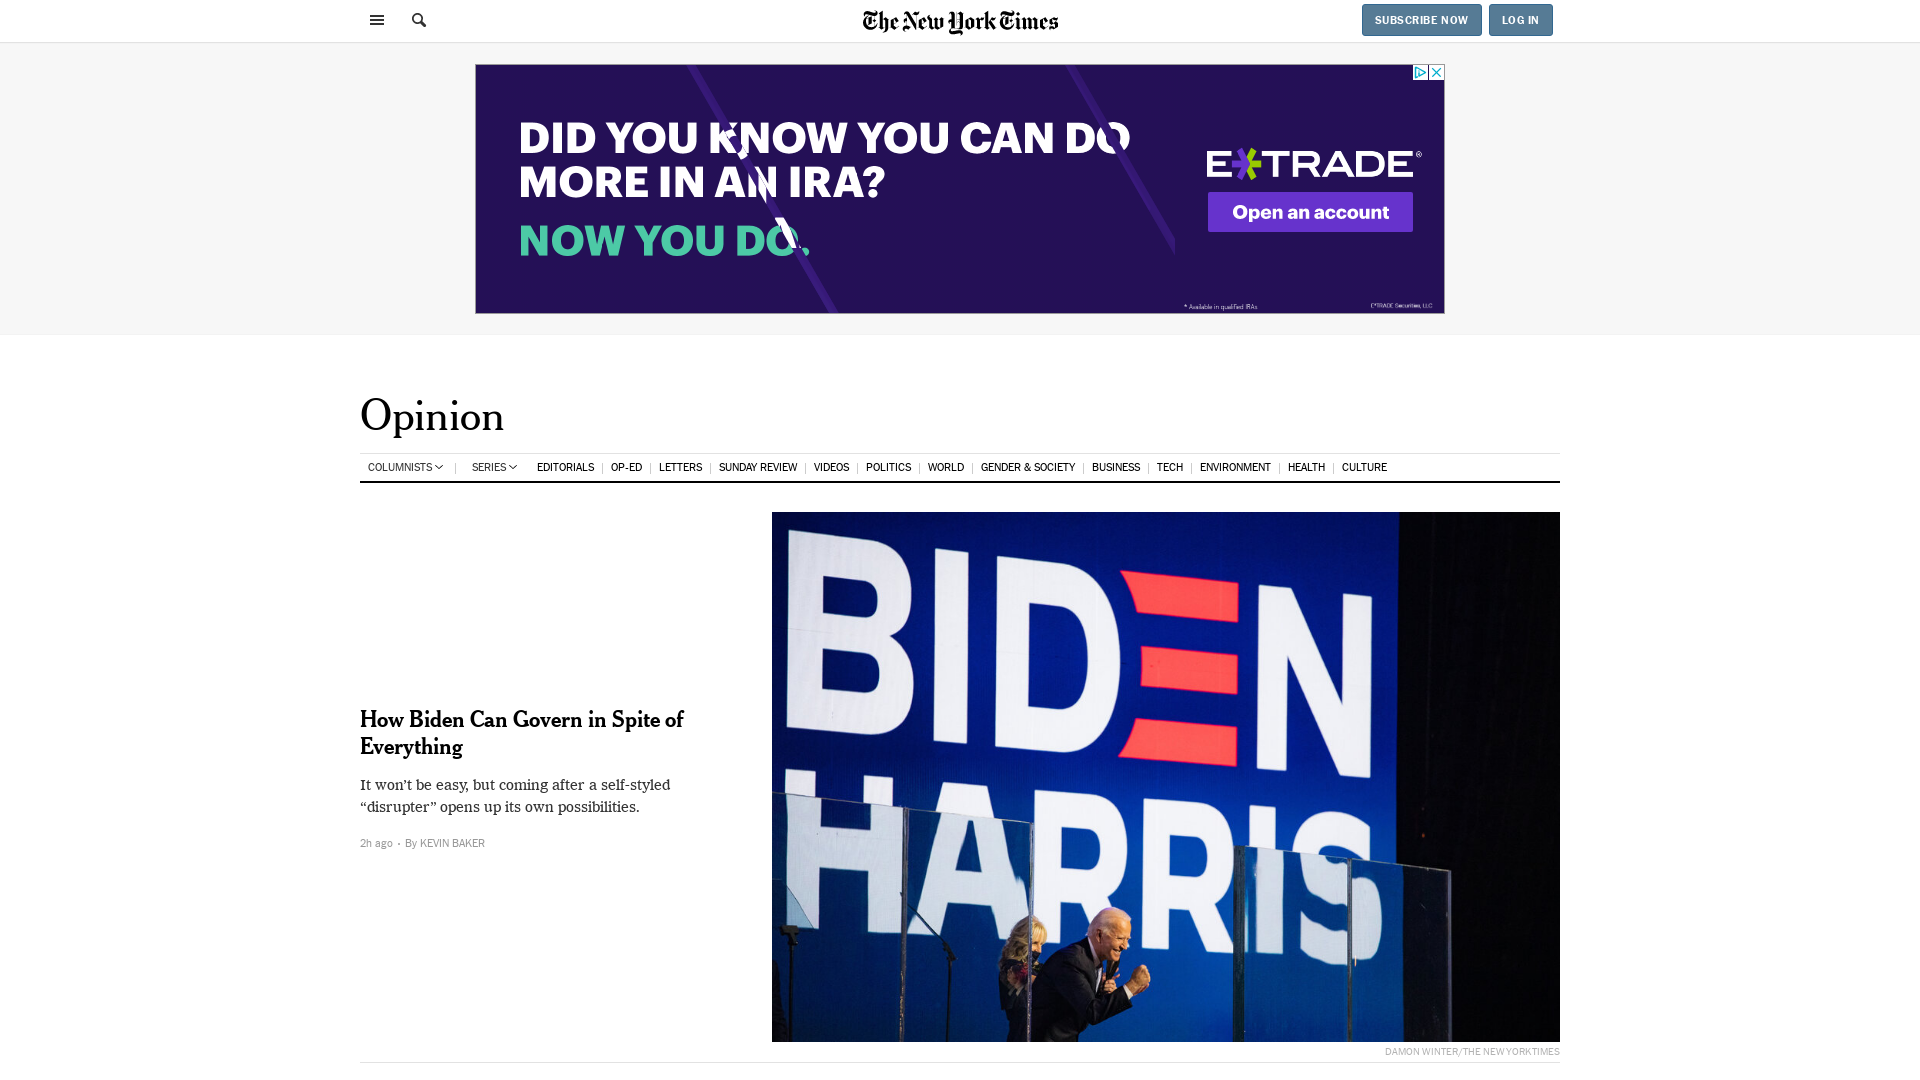 The New York Times
SUBSCRIBE NOW
LOG IN
DID YOU KNOW YOU CAN DO
MORE IN AN IRA?
NOW YOU DO.
E*TRADE®
Open an account
* Available in qualified IRAs
E*TRADE Securities, LLC
Opinion
COLUMNISTS
SERIES
EDITORIALS
OP-ED
LETTERS
SUNDAY REVIEW
VIDEOS
POLITICS
WORLD
GENDER & SOCIETY
BUSINESS
TECH
ENVIRONMENT
HEALTH
CULTURE
BIDEN
HARRIS
How Biden Can Govern in Spite of
Everything
It won’t be easy, but coming after a self-styled
“disrupter” opens up its own possibilities.
2h ago · By KEVIN BAKER
DAMON WINTER/THE NEW YORK TIMES